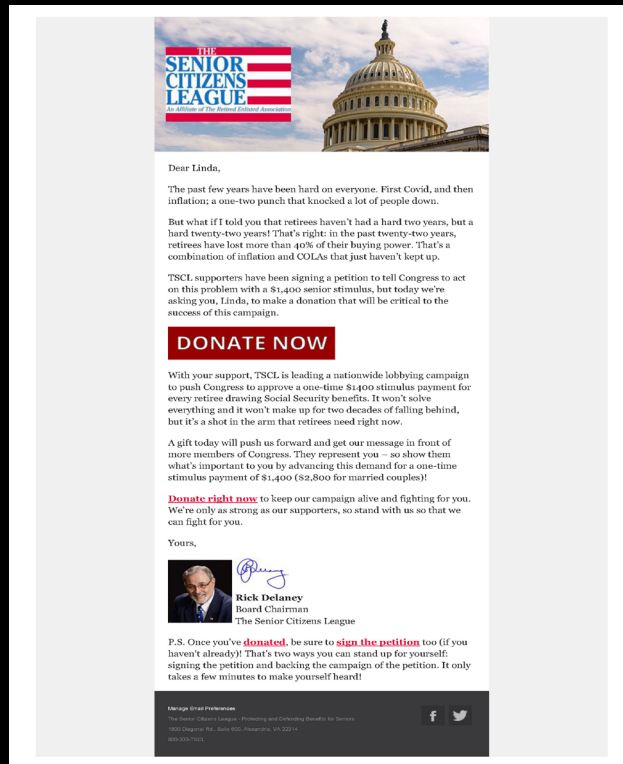 THE
SENIOR
CITIZENS
LEAGUE
An Affiliate of The Retired Enlisted Association
Dear Linda,
The past few years have been hard on everyone. First Covid, and then
inflation; a one-two punch that knocked a lot of people down.
But what if I told you that retirees haven't had a hard two years, but a
hard twenty-two years! That's right: in the past twenty-two years,
retirees have lost more than 40% of their buying power. That's a
combination of inflation and COLAs that just haven't kept up.
TSCL supporters have been signing a petition to tell Congress to act
on this problem with a $1,400 senior stimulus, but today we're
asking you, Linda, to make a donation that will be critical to the
success of this campaign.
DONATE NOW
With your support, TSCL is leading a nationwide lobbying campaign
to push Congress to approve a one-time $1400 stimulus payment for
every retiree drawing Social Security benefits. It won't solve
everything and it won't make up for two decades of falling behind,
but it's a shot in the arm that retirees need right now.
A gift today will push us forward and get our message in front of
more members of Congress. They represent you – so show them
what's important to you by advancing this demand for a one-time
stimulus payment of $1,400 ($2,800 for married couples)!
Donate right now to keep our campaign alive and fighting for you.
We're only as strong as our supporters, so stand with us so that we
can fight for you.
Yours,
Rick Delaney
Board Chairman
The Senior Citizens League
P.S. Once you've donated, be sure to sign the petition too (if you
haven't already)! That's two ways you can stand up for yourself:
signing the petition and backing the campaign of the petition. It only
takes a few minutes to make yourself heard!
Manage Email Preferences
The Senior Citizens League - Protecting and Defending Benefits for Seniors
1800 Diagonal Rd., Suite 600, Alexandria, VA 22314
800-333-TSCL